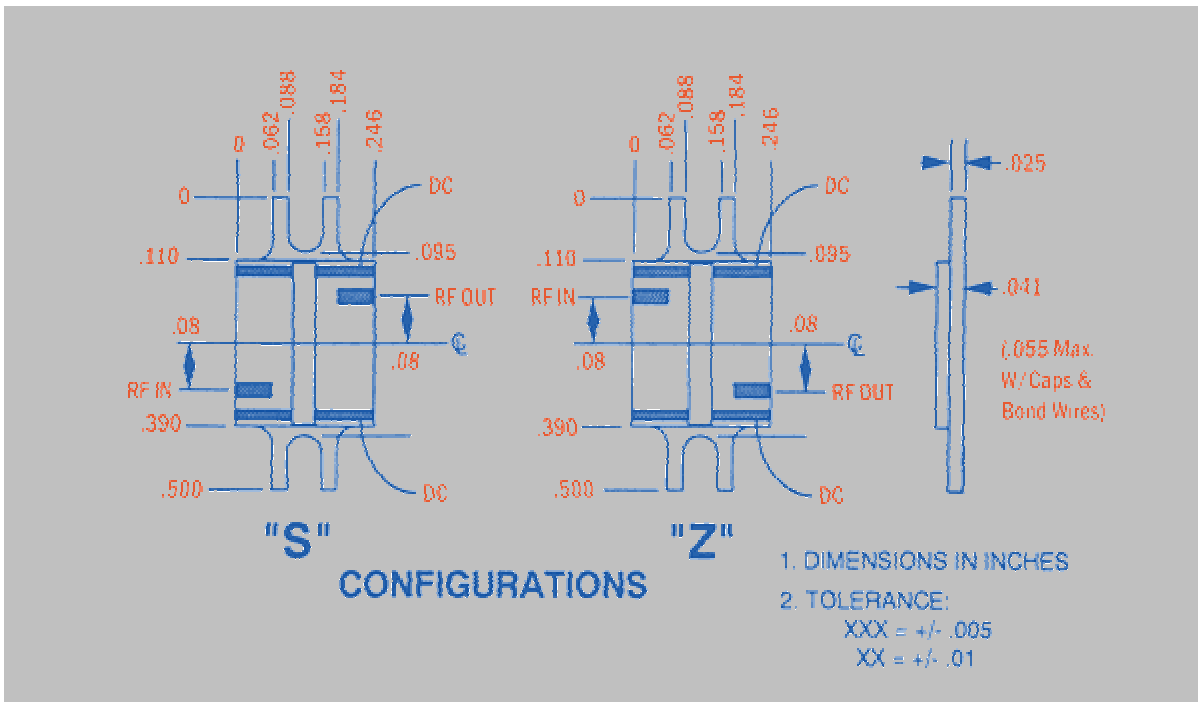 0
.062
.088
.158
.184
.246
0
DC
.110
.095
RF OUT
.08
℄
.08
RF IN
.390
.500
DC
"S"
0
.062
.088
.158
.184
.246
0
DC
.110
.095
RF IN
.08
℄
.08
RF OUT
.390
.500
DC
"Z"
.025
.041
(.055 Max.
W/Caps &
Bond Wires)
CONFIGURATIONS
1. DIMENSIONS IN INCHES
2. TOLERANCE:
XXX = +/- .005
XX = +/- .01